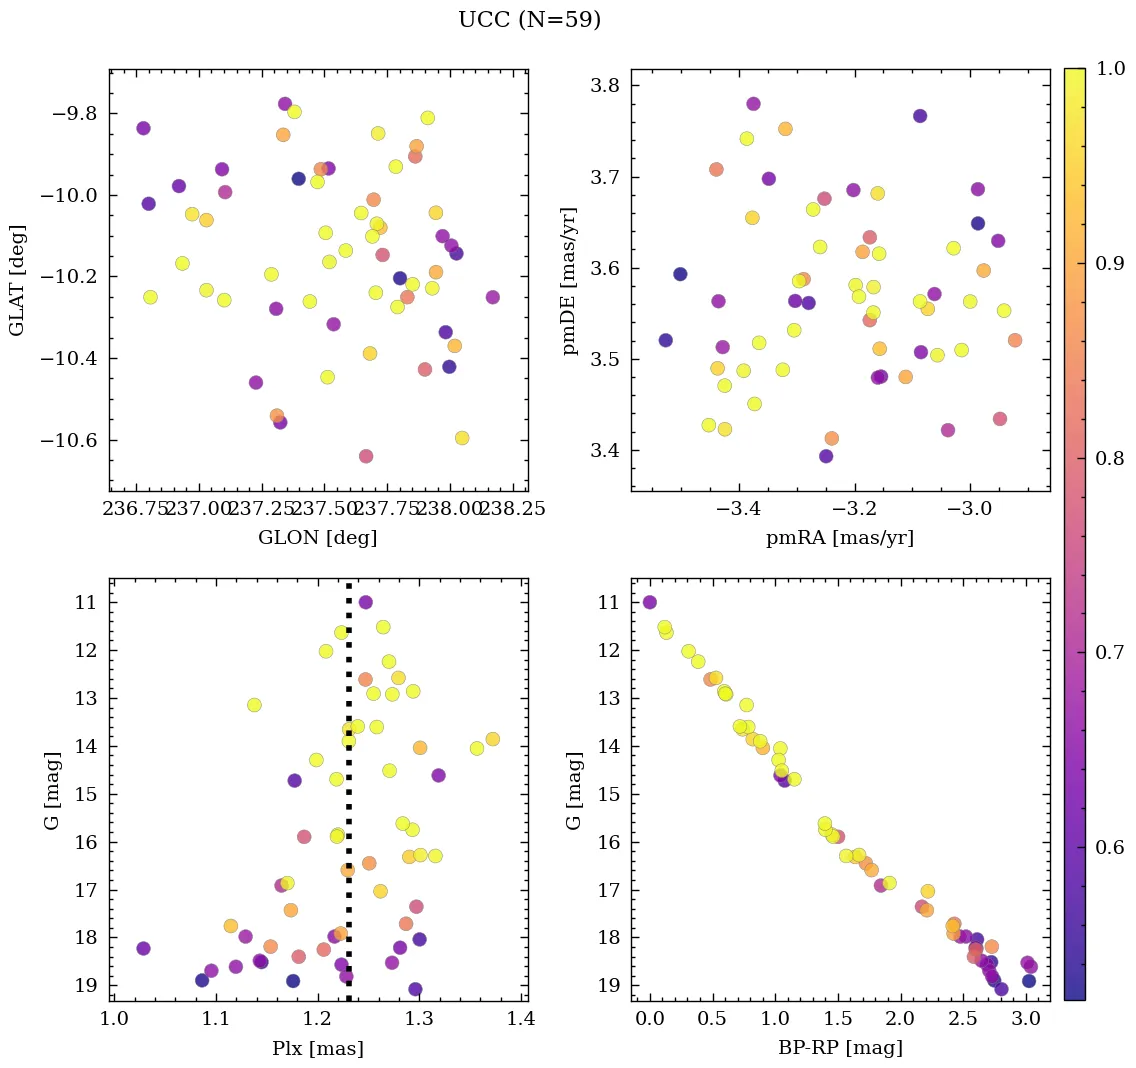 UCC (N=59)
−9.8
−10.0
−10.2
−10.4
−10.6
GLAT [deg]
236.75 237.00 237.25 237.50 237.75 238.00 238.25
GLON [deg]
3.8
3.7
3.6
3.5
3.4
pmDE [mas/yr]
−3.4 −3.2 −3.0
pmRA [mas/yr]
11
12
13
14
15
16
17
18
19
G [mag]
1.0 1.1 1.2 1.3 1.4
Plx [mas]
11
12
13
14
15
16
17
18
19
G [mag]
0.0 0.5 1.0 1.5 2.0 2.5 3.0
BP-RP [mag]
1.0
0.9
0.8
0.7
0.6